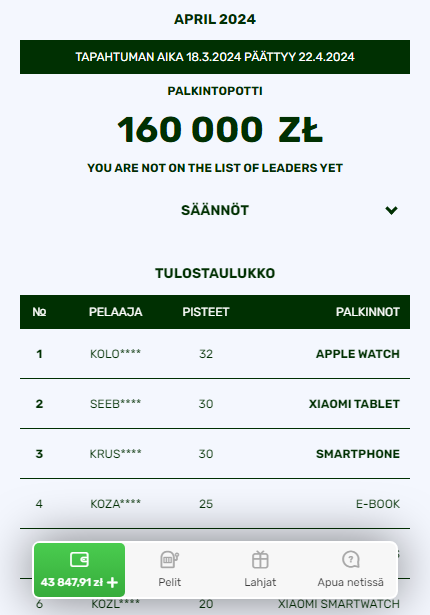 APRIL 2024
TAPAHTUMAN AIKA 18.3.2024 PÄÄTTYY 22.4.2024
PALKINTOPOTTI
160 000 ZŁ
YOU ARE NOT ON THE LIST OF LEADERS YET
SÄÄNNÖT
TULOSTAULUKKO
№ PELAAJA PISTEET PALKINNOT
1 KOLO**** 32 APPLE WATCH
2 SEEB**** 30 XIAOMI TABLET
3 KRUS**** 30 SMARTPHONE
4 KOZA**** 25 E-BOOK
43 847,91 zł + Pelit Lahjat Apua netissä
6 KOZL**** 20 XIAOMI SMARTWATCH